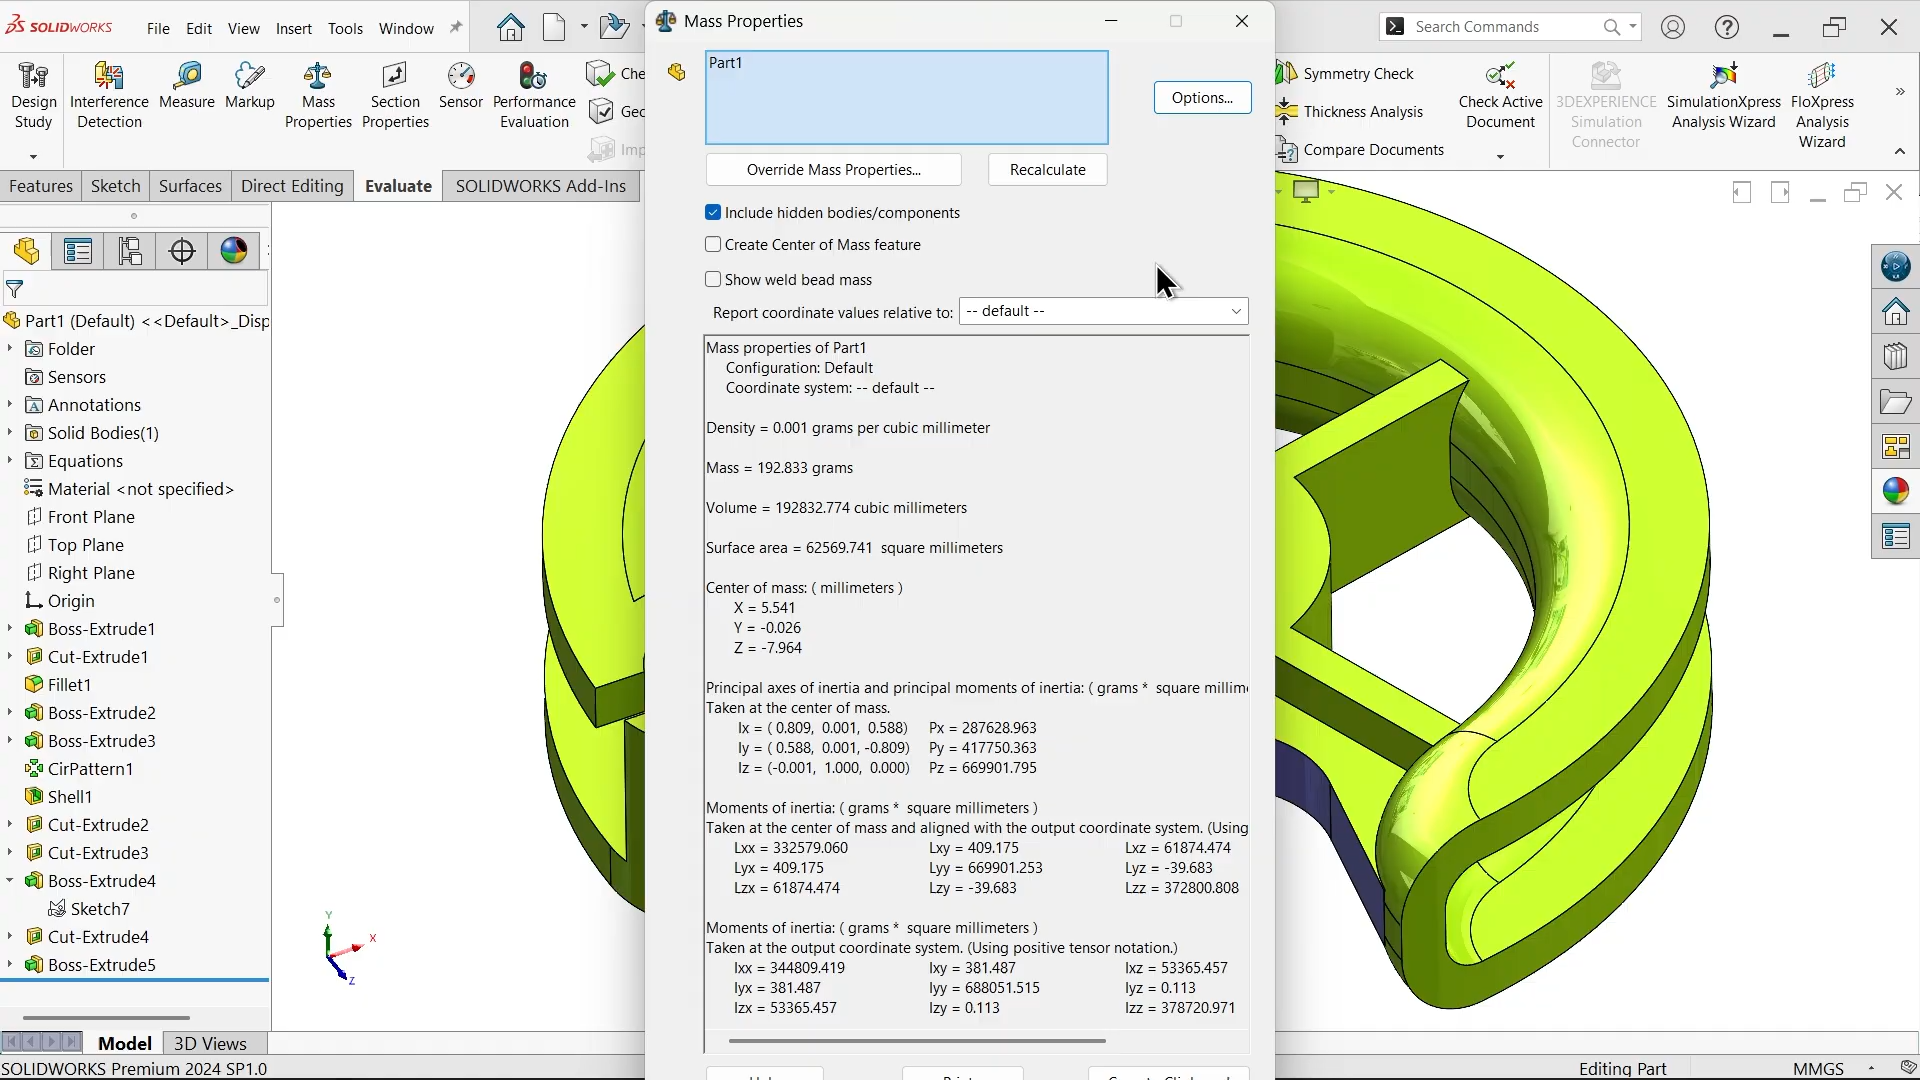 SOLIDWORKS
File Edit View Insert Tools Window
Mass Properties
Search Commands
Design Study
Interference Detection
Measure
Markup
Mass Properties
Section Properties
Sensor
Performance Evaluation
Symmetry Check
Thickness Analysis
Compare Documents
Check Active Document
3DEXPERIENCE Simulation Connector
SimulationXpress Analysis Wizard
FloXpress Analysis Wizard
Features Sketch Surfaces Direct Editing Evaluate SOLIDWORKS Add-Ins
Part1
Options...
Override Mass Properties...
Recalculate
Include hidden bodies/components
Create Center of Mass feature
Show weld bead mass
Report coordinate values relative to: -- default --
Part1 (Default) <<Default>_Disp
Folder
Sensors
Annotations
Solid Bodies(1)
Equations
Material <not specified>
Front Plane
Top Plane
Right Plane
Origin
Boss-Extrude1
Cut-Extrude1
Fillet1
Boss-Extrude2
Boss-Extrude3
CirPattern1
Shell1
Cut-Extrude2
Cut-Extrude3
Boss-Extrude4
Sketch7
Cut-Extrude4
Boss-Extrude5
Mass properties of Part1
Configuration: Default
Coordinate system: -- default --
Density = 0.001 grams per cubic millimeter
Mass = 192.833 grams
Volume = 192832.774 cubic millimeters
Surface area = 62569.741 square millimeters
Center of mass: ( millimeters )
X = 5.541
Y = -0.026
Z = -7.964
Principal axes of inertia and principal moments of inertia: ( grams * square millim
Taken at the center of mass.
Ix = ( 0.809, 0.001, 0.588) Px = 287628.963
Iy = ( 0.588, 0.001, -0.809) Py = 417750.363
Iz = (-0.001, 1.000, 0.000) Pz = 669901.795
Moments of inertia: ( grams * square millimeters )
Taken at the center of mass and aligned with the output coordinate system. (Using
Lxx = 332579.060 Lxy = 409.175 Lxz = 61874.474
Lyx = 409.175 Lyy = 669901.253 Lyz = -39.683
Lzx = 61874.474 Lzy = -39.683 Lzz = 372800.808
Moments of inertia: ( grams * square millimeters )
Taken at the output coordinate system. (Using positive tensor notation.)
Ixx = 344809.419 Ixy = 381.487 Ixz = 53365.457
Iyx = 381.487 Iyy = 688051.515 Iyz = 0.113
Izx = 53365.457 Izy = 0.113 Izz = 378720.971
Y
X
Z
Model 3D Views
SOLIDWORKS Premium 2024 SP1.0
Editing Part
MMGS